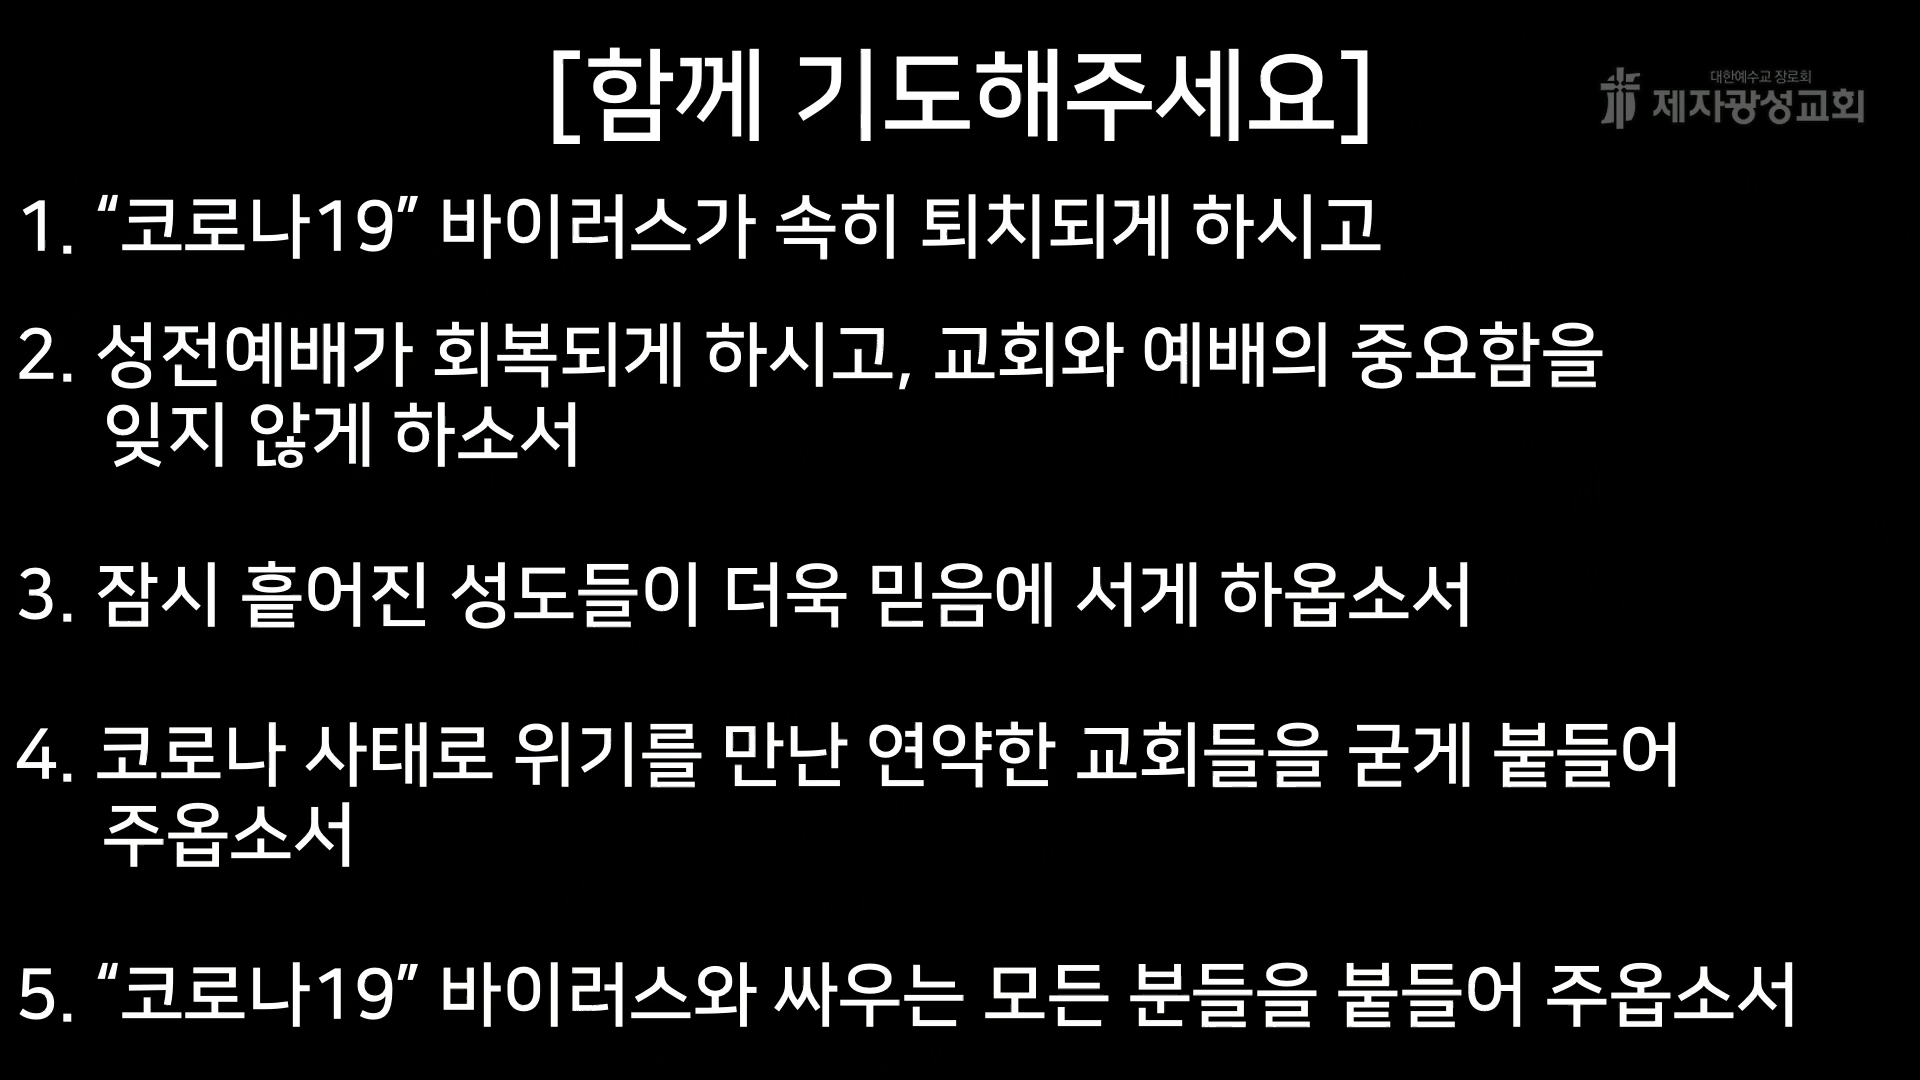 [함께 기도해주세요]
대한예수교 장로회
제자광성교회
1. “코로나19” 바이러스가 속히 퇴치되게 하시고
2. 성전예배가 회복되게 하시고, 교회와 예배의 중요함을
잊지 않게 하소서
3. 잠시 흩어진 성도들이 더욱 믿음에 서게 하옵소서
4. 코로나 사태로 위기를 만난 연약한 교회들을 굳게 붙들어
주옵소서
5. “코로나19” 바이러스와 싸우는 모든 분들을 붙들어 주옵소서